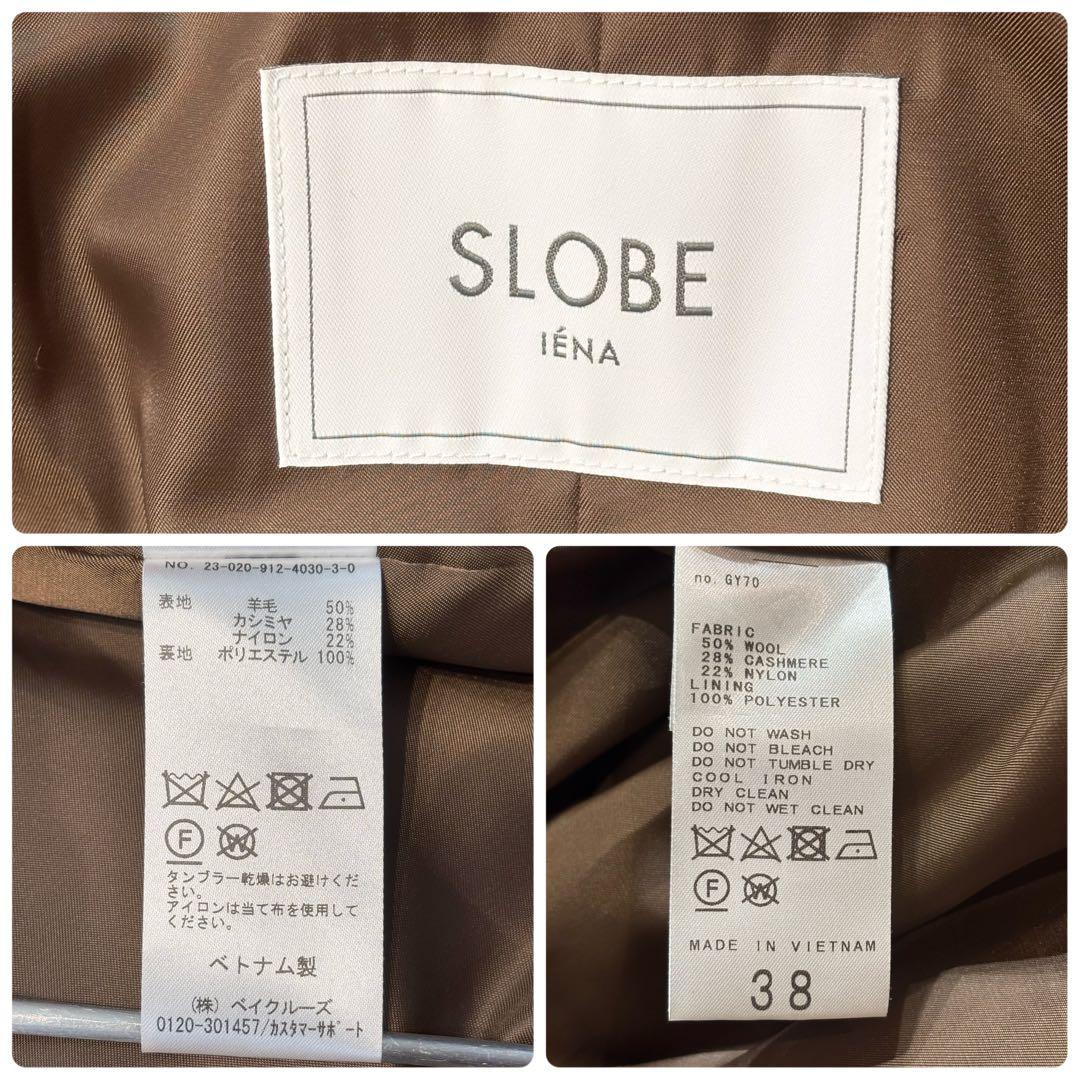 SLOBE
IÉNA
NO. 23-020-912-4030-3-0
表地 羊毛 50%
カシミヤ 28%
ナイロン 22%
裏地 ポリエステル 100%
F
W
タンブラー乾燥はお避けくだ
さい。
アイロンは当て布を使用して
ください。
ベトナム製
(株) ベイクルーズ
0120-301457/カスタマーサポート
no. GY70
FABRIC
50% WOOL
28% CASHMERE
22% NYLON
LINING
100% POLYESTER
DO NOT WASH
DO NOT BLEACH
DO NOT TUMBLE DRY
COOL IRON
DRY CLEAN
DO NOT WET CLEAN
F
W
MADE IN VIETNAM
38